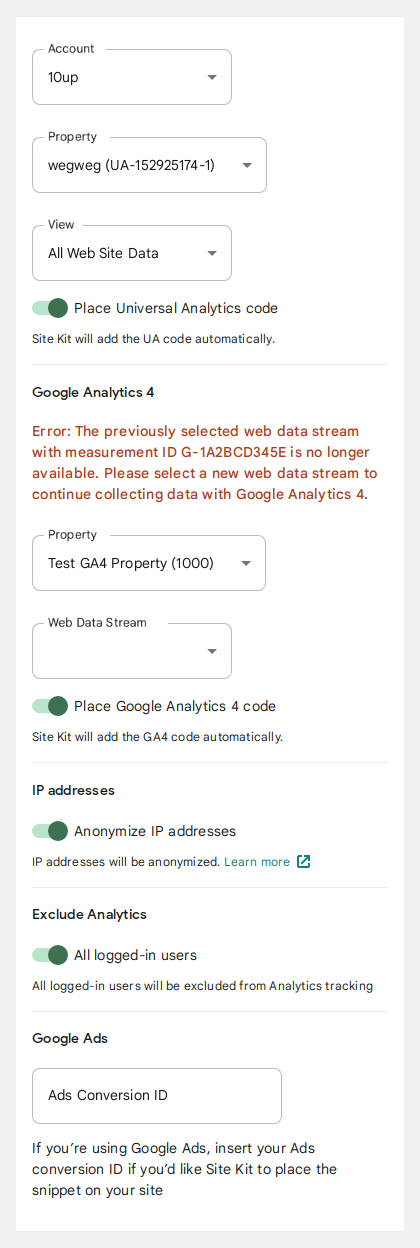 Account
10up
Property
wegweg (UA-152925174-1)
View
All Web Site Data
Place Universal Analytics code
Site Kit will add the UA code automatically.
Google Analytics 4
Error: The previously selected web data stream
with measurement ID G-1A2BCD345E is no longer
available. Please select a new web data stream to
continue collecting data with Google Analytics 4.
Property
Test GA4 Property (1000)
Web Data Stream
Place Google Analytics 4 code
Site Kit will add the GA4 code automatically.
IP addresses
Anonymize IP addresses
IP addresses will be anonymized. Learn more
Exclude Analytics
All logged-in users
All logged-in users will be excluded from Analytics tracking
Google Ads
Ads Conversion ID
If you’re using Google Ads, insert your Ads
conversion ID if you’d like Site Kit to place the
snippet on your site